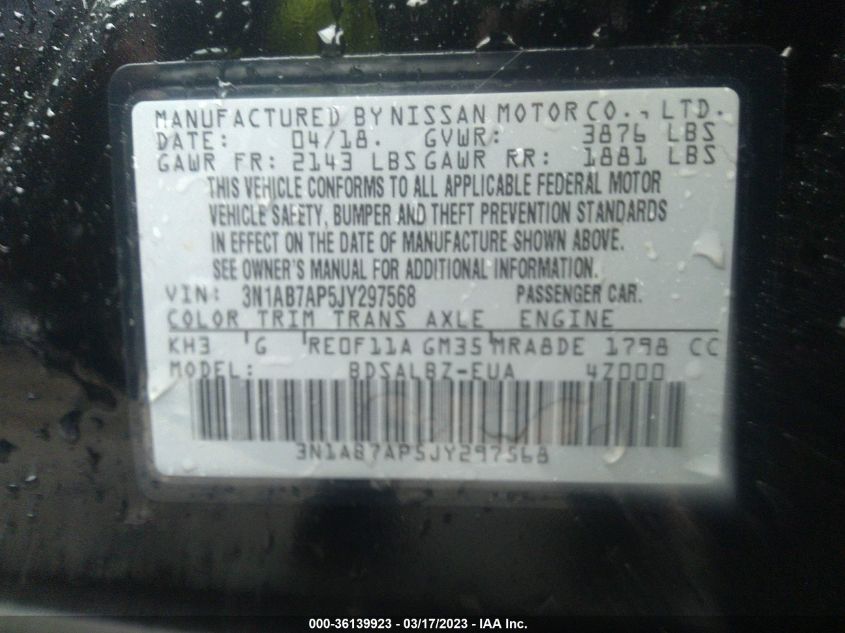 MANUFACTURED BY NISSAN MOTOR CO., LTD.
DATE: 04/18. GVWR: 3876 LBS
GAWR FR: 2143 LBS GAWR RR: 1881 LBS
THIS VEHICLE CONFORMS TO ALL APPLICABLE FEDERAL MOTOR
VEHICLE SAFETY, BUMPER AND THEFT PREVENTION STANDARDS
IN EFFECT ON THE DATE OF MANUFACTURE SHOWN ABOVE.
SEE OWNER'S MANUAL FOR ADDITIONAL INFORMATION.
VIN: 3N1AB7AP5JY297568 PASSENGER CAR.
COLOR TRIM TRANS AXLE ENGINE
KH3 G RE0F11A GM35 MRA8DE 1798 CC
MODEL: BDSALBZ-EUA 4Z000
3N1AB7AP5JY297568
000-36139923 - 03/17/2023 - IAA Inc.